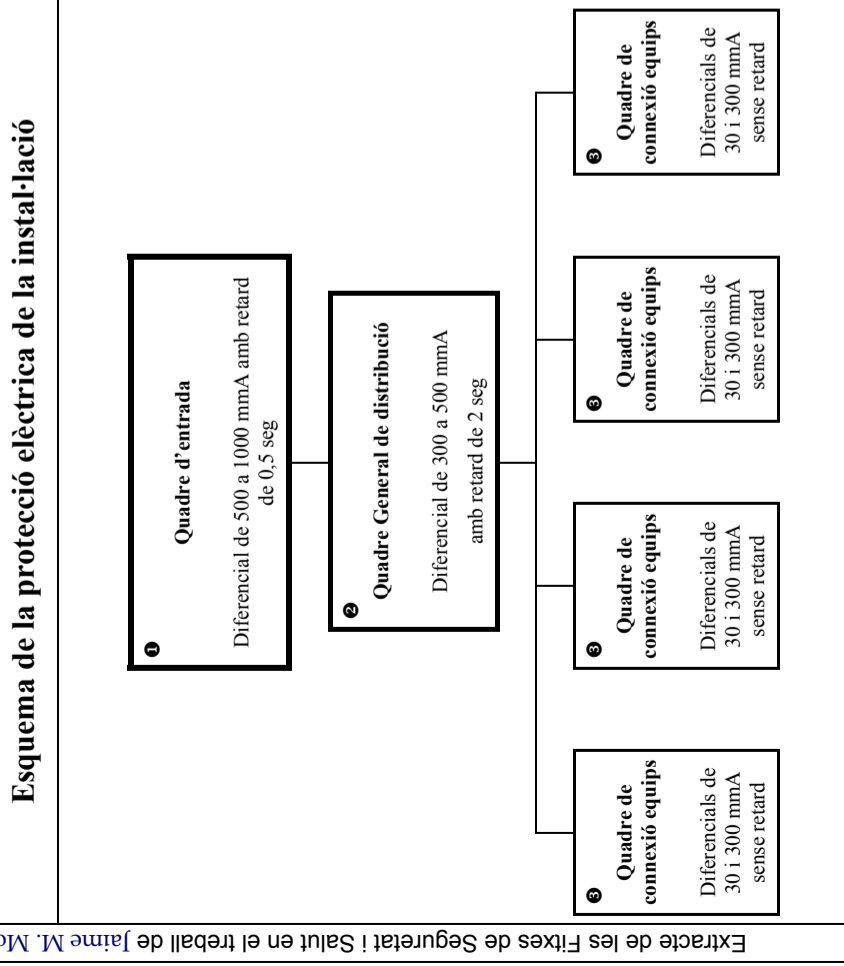 Esquema de la protecció elèctrica de la instal·lació
❶
Quadre d’entrada
Diferencial de 500 a 1000 mmA amb retard
de 0,5 seg
❷
Quadre General de distribució
Diferencial de 300 a 500 mmA
amb retard de 2 seg
❸
Quadre de
connexió equips
Diferencials de
30 i 300 mmA
sense retard
❸
Quadre de
connexió equips
Diferencials de
30 i 300 mmA
sense retard
❸
Quadre de
connexió equips
Diferencials de
30 i 300 mmA
sense retard
❸
Quadre de
connexió equips
Diferencials de
30 i 300 mmA
sense retard
Extracte de les Fitxes de Seguretat i Salut en el treball de Jaime M.